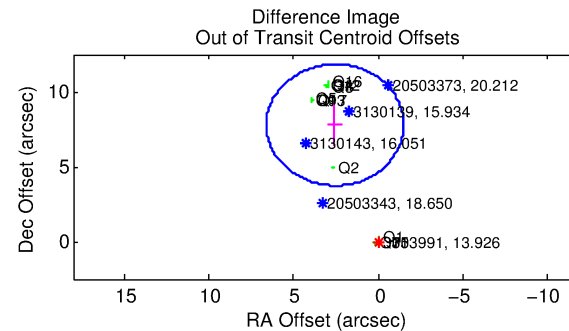 Difference Image
Out of Transit Centroid Offsets
Dec Offset (arcsec)
10
5
0
Q16
20503373, 20.212
3130139, 15.934
3130143, 16.051
Q2
20503343, 18.650
Q1
3991, 13.926
15
10
5
0
−5
−10
RA Offset (arcsec)